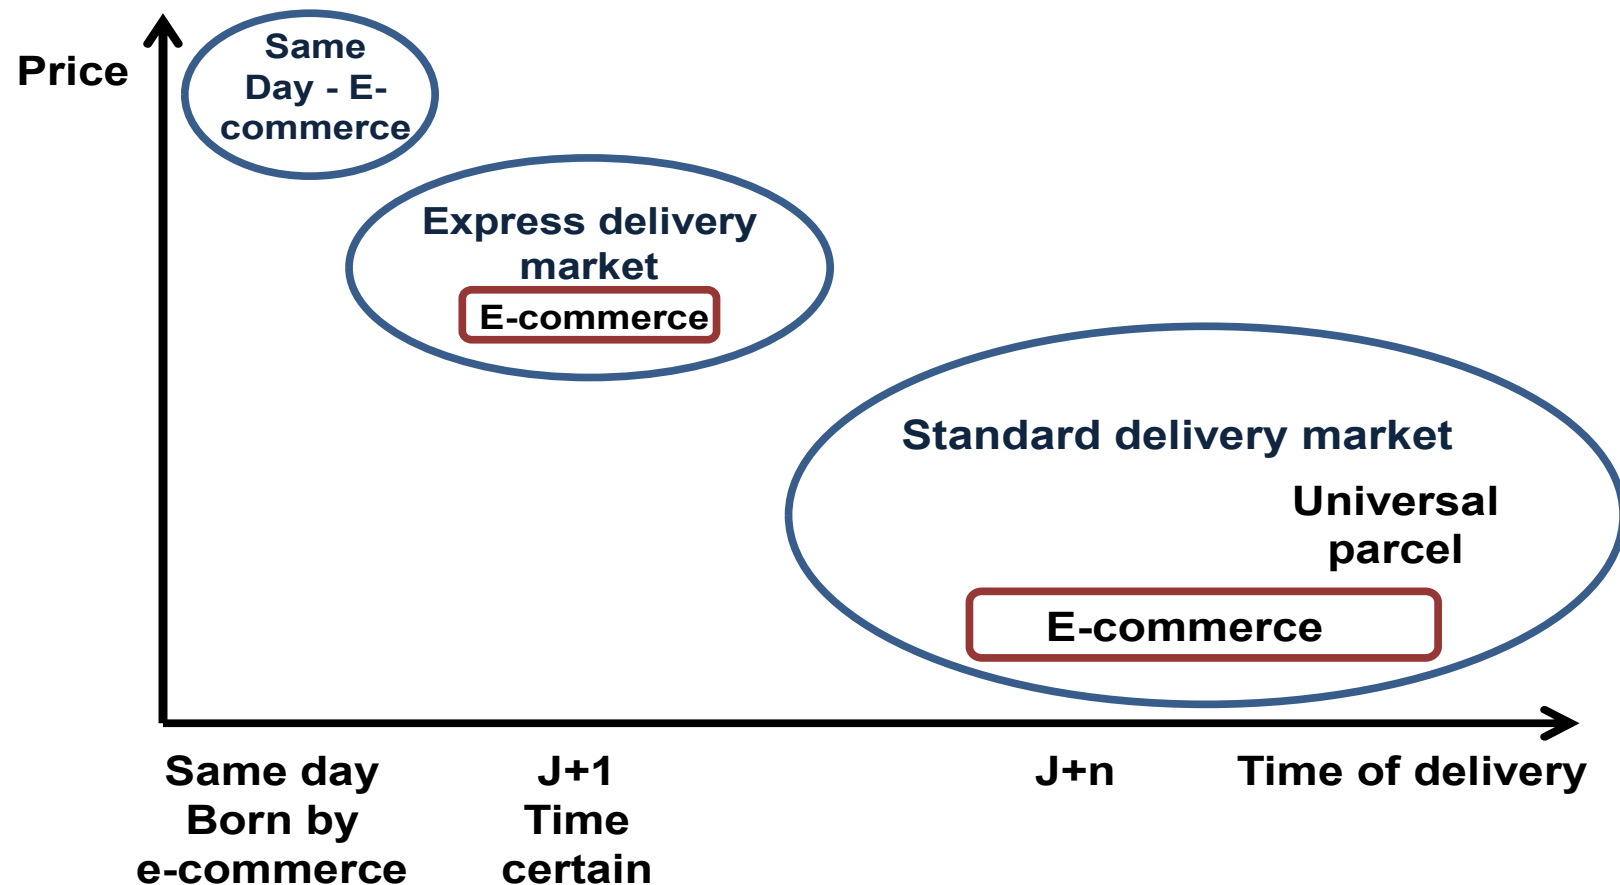 Price
Same
Day - E-
commerce
Express delivery
market
E-commerce
Standard delivery market
Universal
parcel
E-commerce
Same day
Born by
e-commerce
J+1
Time
certain
J+n
Time of delivery